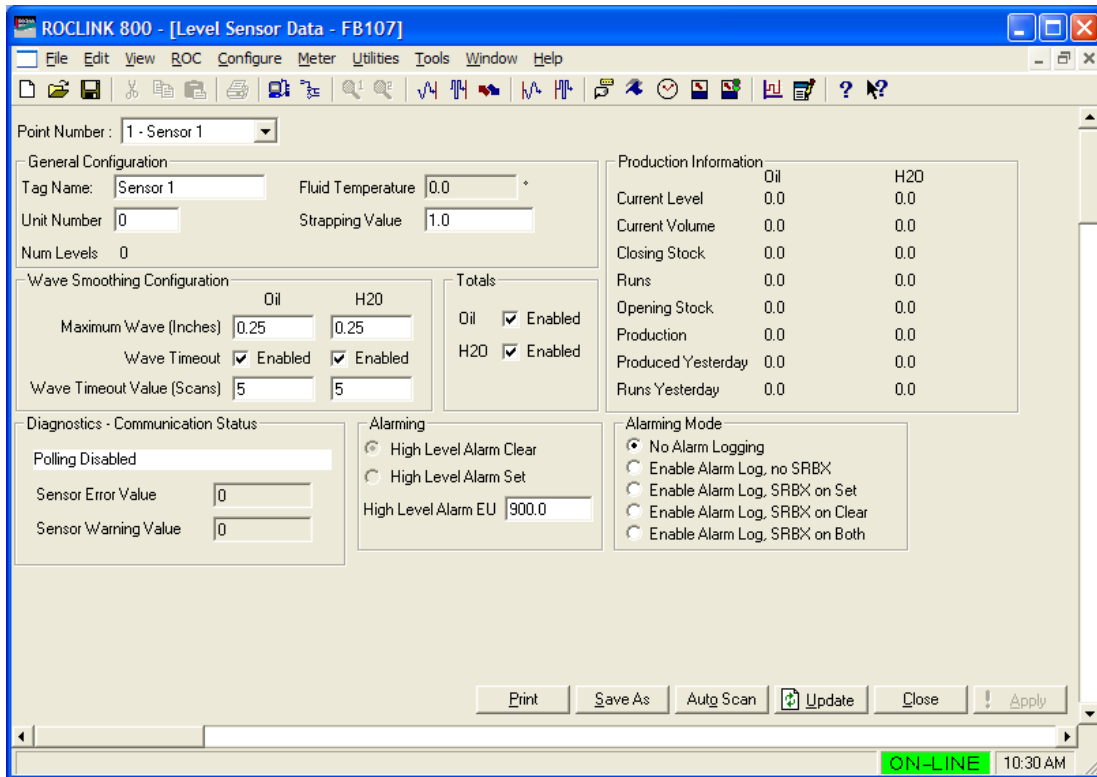 ROCLINK 800 - [Level Sensor Data - FB107]
File Edit View ROC Configure Meter Utilities Tools Window Help
Point Number : 1 - Sensor 1
General Configuration
Tag Name: Sensor 1 Fluid Temperature 0.0 °
Unit Number 0 Strapping Value 1.0
Num Levels 0
Production Information
Oil H2O
Current Level 0.0 0.0
Current Volume 0.0 0.0
Closing Stock 0.0 0.0
Runs 0.0 0.0
Opening Stock 0.0 0.0
Production 0.0 0.0
Produced Yesterday 0.0 0.0
Runs Yesterday 0.0 0.0
Wave Smoothing Configuration
Oil H2O
Maximum Wave (Inches) 0.25 0.25
Wave Timeout Enabled Enabled
Wave Timeout Value (Scans) 5 5
Totals
Oil Enabled
H2O Enabled
Diagnostics - Communication Status
Polling Disabled
Sensor Error Value 0
Sensor Warning Value 0
Alarming
High Level Alarm Clear
High Level Alarm Set
High Level Alarm EU 900.0
Alarming Mode
No Alarm Logging
Enable Alarm Log, no SRBX
Enable Alarm Log, SRBX on Set
Enable Alarm Log, SRBX on Clear
Enable Alarm Log, SRBX on Both
Print Save As Auto Scan Update Close ! Apply
ON-LINE 10:30 AM